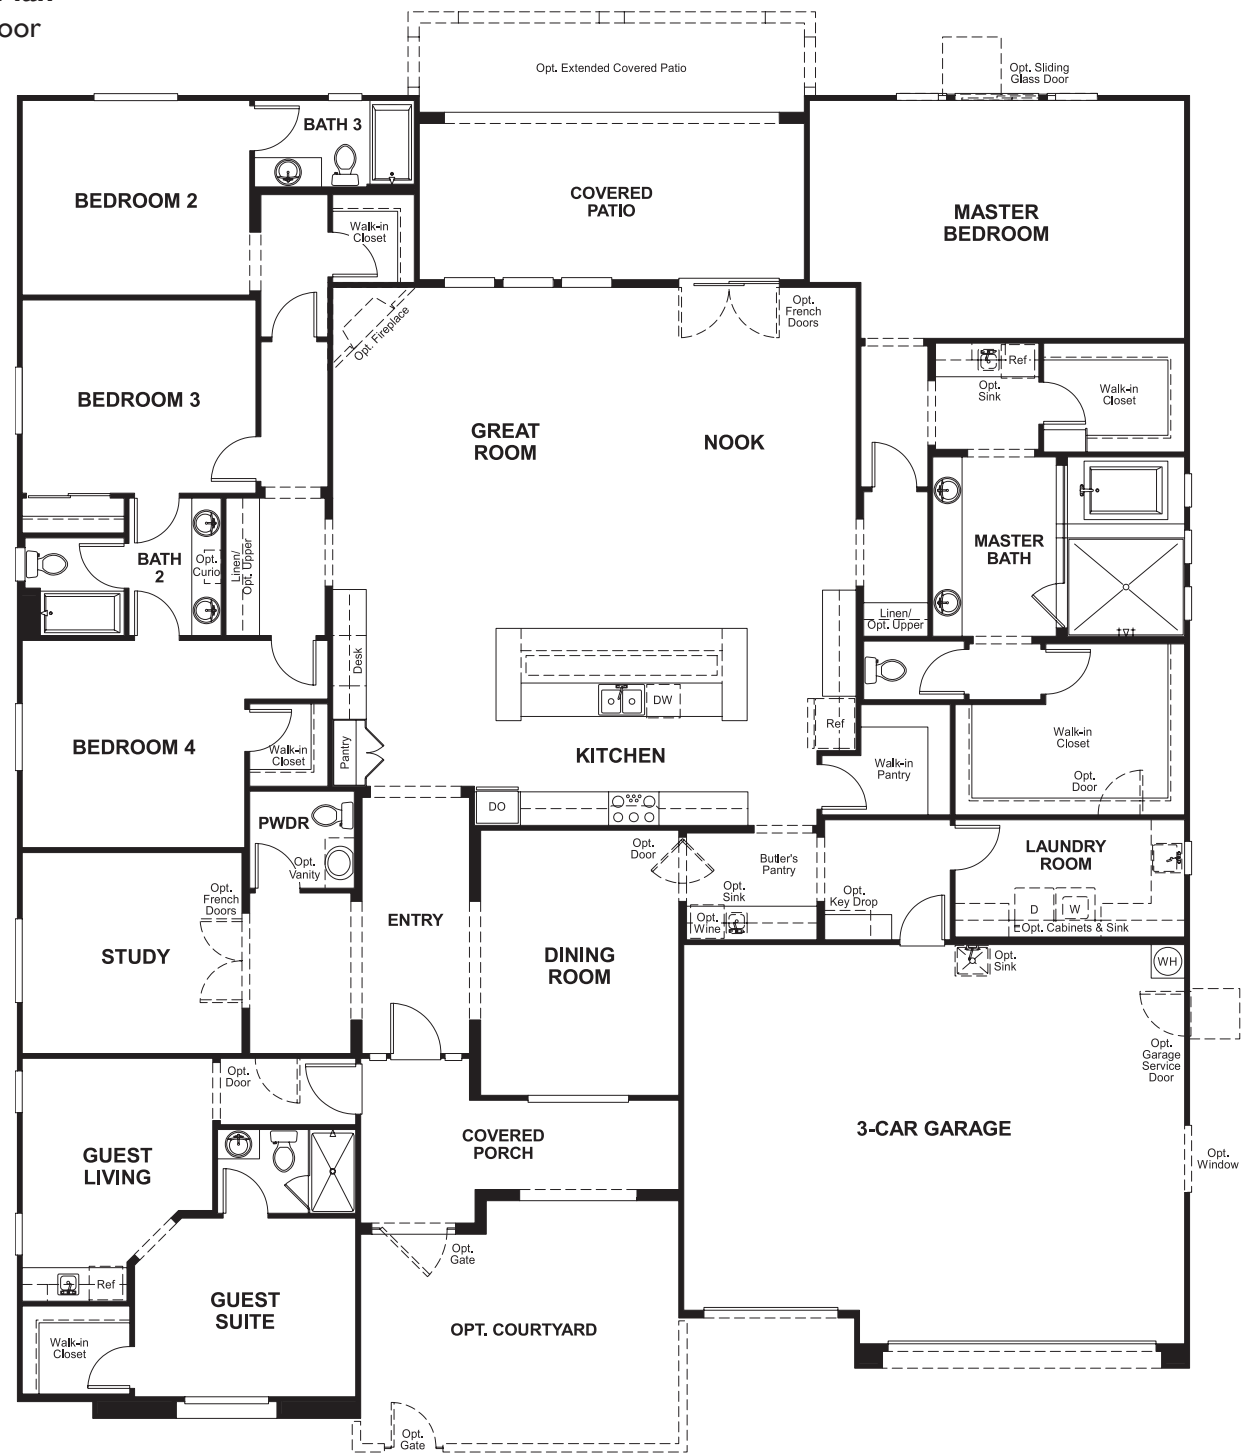 oor
Opt. Extended Covered Patio
Opt. Sliding
Glass Door
BATH 3
BEDROOM 2
COVERED
PATIO
MASTER
BEDROOM
Walk-in
Closet
Opt. Fireplace
Opt.
French
Doors
Ref
Opt.
Sink
Walk-in
Closet
BEDROOM 3
GREAT
ROOM
NOOK
BATH
2
Opt.
Curio
Linen/
Opt. Upper
MASTER
BATH
Linen/
Opt. Upper
Desk
DW
Ref
BEDROOM 4
Walk-in
Closet
Pantry
KITCHEN
Walk-in
Pantry
Walk-in
Closet
Opt.
Door
DO
PWDR
Opt.
Vanity
Opt.
Door
Butler's
Pantry
LAUNDRY
ROOM
Opt.
French
Doors
Opt.
Sink
Opt.
Key Drop
D
W
Opt. Cabinets & Sink
ENTRY
Opt.
Wine
STUDY
DINING
ROOM
Opt.
Sink
WH
Opt.
Garage
Service
Door
Opt.
Door
GUEST
LIVING
COVERED
PORCH
3-CAR GARAGE
Opt.
Window
Opt.
Gate
Ref
GUEST
SUITE
OPT. COURTYARD
Walk-in
Closet
Opt.
Gate